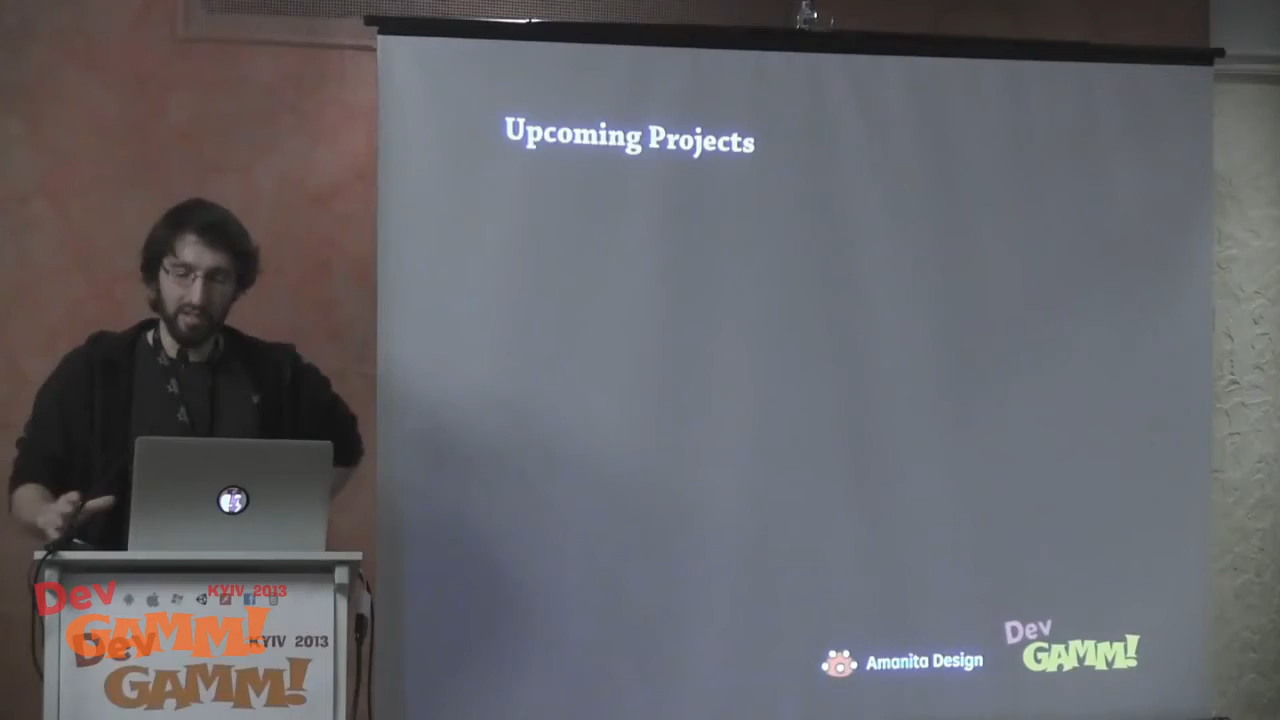 Upcoming Projects
Amanita Design
Dev
GAMM!
Dev
KYIV 2013
GAMM!
Dev
KYIV 2013
GAMM!